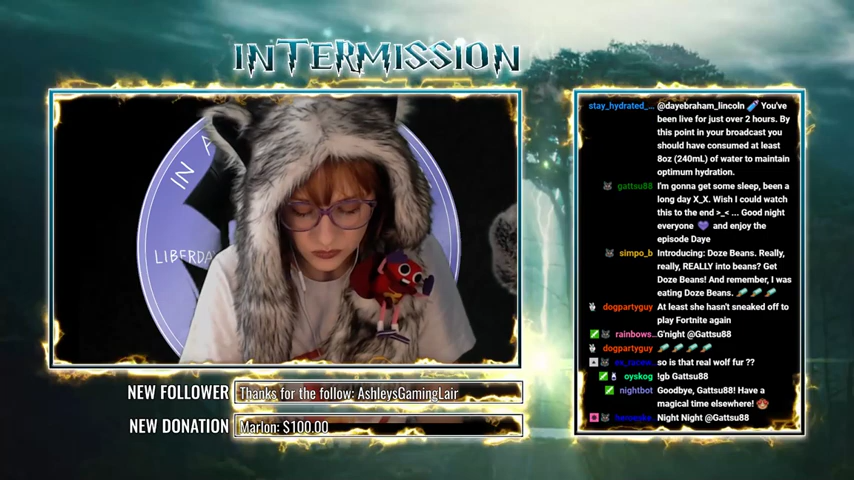 INTERMISSION
IN A
LIBERDA
stay_hydrated_... @dayebraham_lincoln You've
been live for just over 2 hours. By
this point in your broadcast you
should have consumed at least
8oz (240mL) of water to maintain
optimum hydration.
gattsu88 I'm gonna get some sleep, been a
long day X_X. Wish I could watch
this to the end >_< ... Good night
everyone and enjoy the
episode Daye
simpo_b Introducing: Doze Beans. Really,
really, REALLY into beans? Get
Doze Beans! And remember, I was
eating Doze Beans.
dogpartyguy At least she hasn't sneaked off to
play Fortnite again
rainbows... G'night @Gattsu88
dogpartyguy
so is that real wolf fur ??
oyskog !gb Gattsu88
nightbot Goodbye, Gattsu88! Have a
magical time elsewhere!
Night Night @Gattsu88
NEW FOLLOWER Thanks for the follow: AshleysGamingLair
NEW DONATION Marlon: $100.00